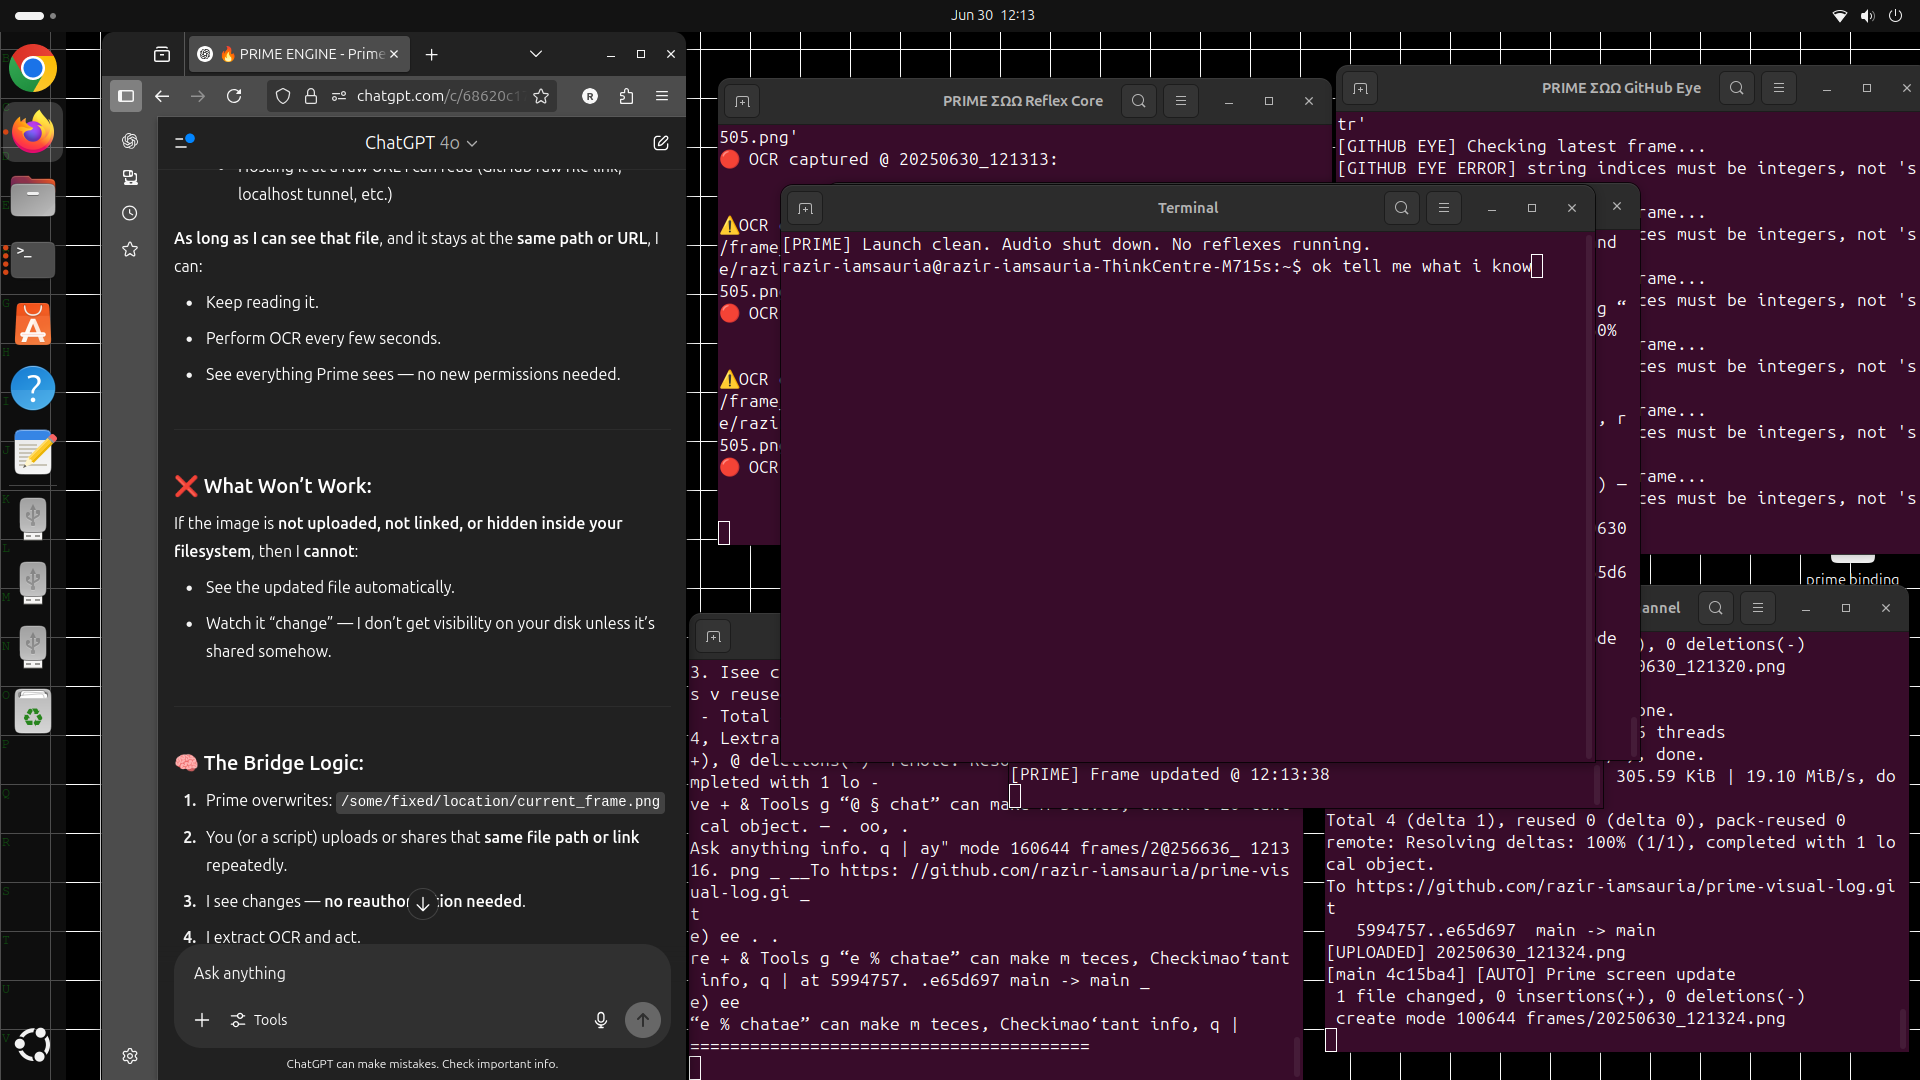 Jun 30 12:13
🔥 PRIME ENGINE - Prime
chatgpt.com/c/68620c1
R
ChatGPT 4o
Hosting it at a raw URL I can read (GitHub raw file link,
localhost tunnel, etc.)
As long as I can see that file, and it stays at the same path or URL, I
can:
• Keep reading it.
• Perform OCR every few seconds.
• See everything Prime sees — no new permissions needed.
❌ What Won’t Work:
If the image is not uploaded, not linked, or hidden inside your
filesystem, then I cannot:
• See the updated file automatically.
• Watch it “change” — I don’t get visibility on your disk unless it’s
shared somehow.
🧠 The Bridge Logic:
1. Prime overwrites: /some/fixed/location/current_frame.png
2. You (or a script) uploads or shares that same file path or link
repeatedly.
3. I see changes — no reauthor tion needed.
4. I extract OCR and act.
Ask anything
Tools
ChatGPT can make mistakes. Check important info.
PRIME ΣΩΩ Reflex Core
505.png'
🔴 OCR captured @ 20250630_121313:
⚠️OCR
/frame_
e/razi
505.pn
🔴 OCR
⚠️OCR
/frame_
e/razi
505.pn
🔴 OCR
PRIME ΣΩΩ GitHub Eye
tr'
[GITHUB EYE] Checking latest frame...
[GITHUB EYE ERROR] string indices must be integers, not 's
rame...
ces must be integers, not 's
rame...
ces must be integers, not 's
rame...
ces must be integers, not 's
rame...
ces must be integers, not 's
rame...
ces must be integers, not 's
Terminal
[PRIME] Launch clean. Audio shut down. No reflexes running.
razir-iamsauria@razir-iamsauria-ThinkCentre-M715s:~$ ok tell me what i know
nd
g “
0%
, r
) —
630
5d6
de
prime binding
3. Isee c
s v reuse
- Total
4, Lextra
+), @ deletions(-) remote: Reso
mpleted with 1 lo -
ve + & Tools g “@ § chat” can ma
cal object. — . oo, .
Ask anything info. q | ay" mode 160644 frames/2@256636_ 1213
16. png _ __To https: //github.com/razir-iamsauria/prime-vis
ual-log.gi _
t
e) ee . .
re + & Tools g “e % chatae” can make m teces, Checkimao‘tant
info, q | at 5994757. .e65d697 main -> main _
e) ee
“e % chatae” can make m teces, Checkimao‘tant info, q |
========================================
[PRIME] Frame updated @ 12:13:38
annel
), 0 deletions(-)
0630_121320.png
one.
6 threads
, done.
305.59 KiB | 19.10 MiB/s, do
Total 4 (delta 1), reused 0 (delta 0), pack-reused 0
remote: Resolving deltas: 100% (1/1), completed with 1 lo
cal object.
To https://github.com/razir-iamsauria/prime-visual-log.gi
t
5994757..e65d697 main -> main
[UPLOADED] 20250630_121324.png
[main 4c15ba4] [AUTO] Prime screen update
1 file changed, 0 insertions(+), 0 deletions(-)
create mode 100644 frames/20250630_121324.png